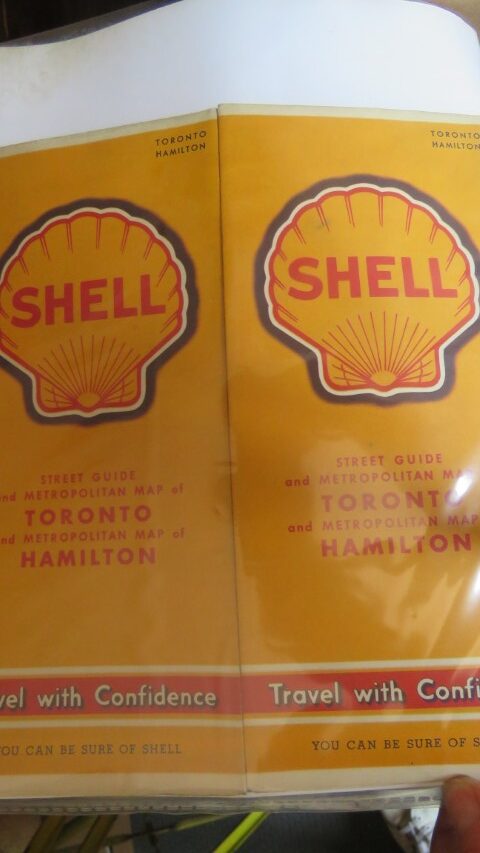 TORONTO
HAMILTON
SHELL
STREET GUIDE
and METROPOLITAN MAP of
TORONTO
and METROPOLITAN MAP of
HAMILTON
with Confidence
YOU CAN BE SURE OF SHELL
TORONTO
HAMILTON
SHELL
STREET GUIDE
and METROPOLITAN
TORONTO
and METROPOLITAN MAP
HAMILTON
Travel with
YOU CAN BE SURE OF